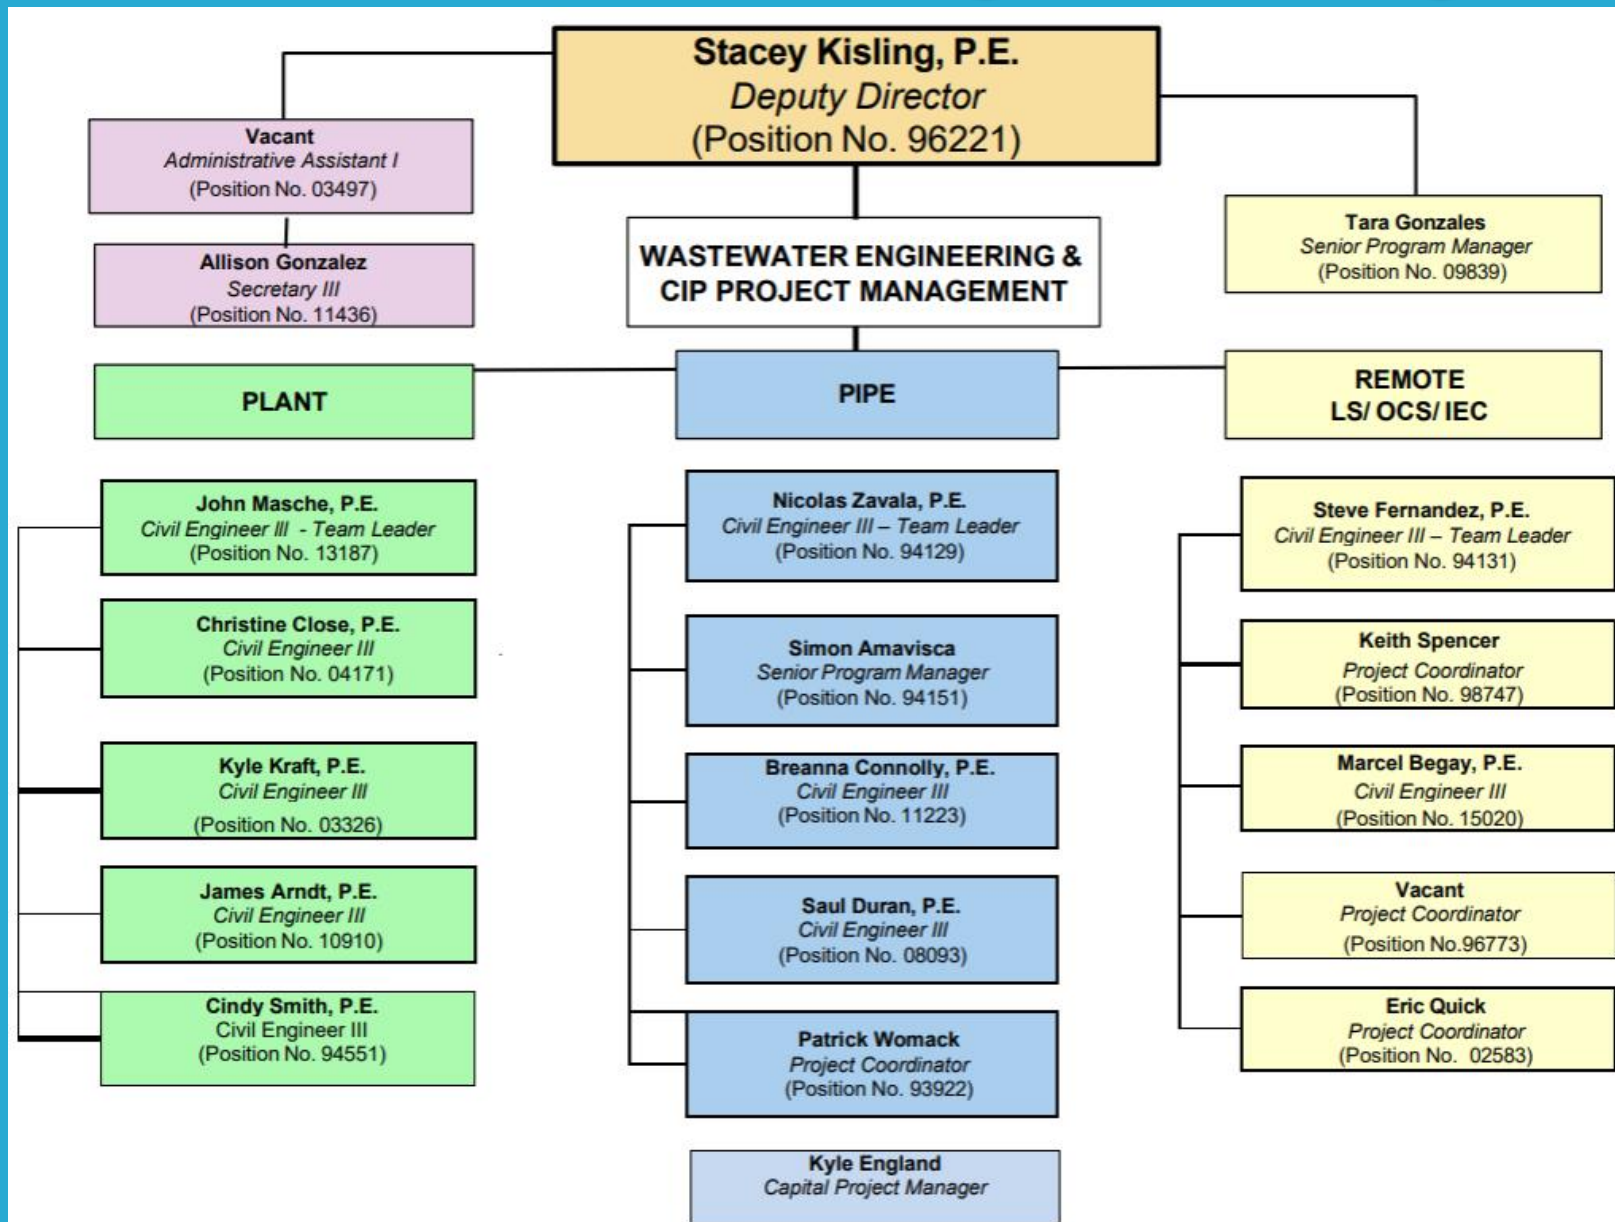 Stacey Kisling, P.E.
Deputy Director
(Position No. 96221)
Vacant
Administrative Assistant I
(Position No. 03497)
Allison Gonzalez
Secretary III
(Position No. 11436)
WASTEWATER ENGINEERING &
CIP PROJECT MANAGEMENT
Tara Gonzales
Senior Program Manager
(Position No. 09839)
PLANT
John Masche, P.E.
Civil Engineer III - Team Leader
(Position No. 13187)
Christine Close, P.E.
Civil Engineer III
(Position No. 04171)
Kyle Kraft, P.E.
Civil Engineer III
(Position No. 03326)
James Arndt, P.E.
Civil Engineer III
(Position No. 10910)
Cindy Smith, P.E.
Civil Engineer III
(Position No. 94551)
PIPE
Nicolas Zavala, P.E.
Civil Engineer III – Team Leader
(Position No. 94129)
Simon Amavisca
Senior Program Manager
(Position No. 94151)
Breanna Connolly, P.E.
Civil Engineer III
(Position No. 11223)
Saul Duran, P.E.
Civil Engineer III
(Position No. 08093)
Patrick Womack
Project Coordinator
(Position No. 93922)
Kyle England
Capital Project Manager
REMOTE
LS/ OCS/ IEC
Steve Fernandez, P.E.
Civil Engineer III – Team Leader
(Position No. 94131)
Keith Spencer
Project Coordinator
(Position No. 98747)
Marcel Begay, P.E.
Civil Engineer III
(Position No. 15020)
Vacant
Project Coordinator
(Position No.96773)
Eric Quick
Project Coordinator
(Position No. 02583)